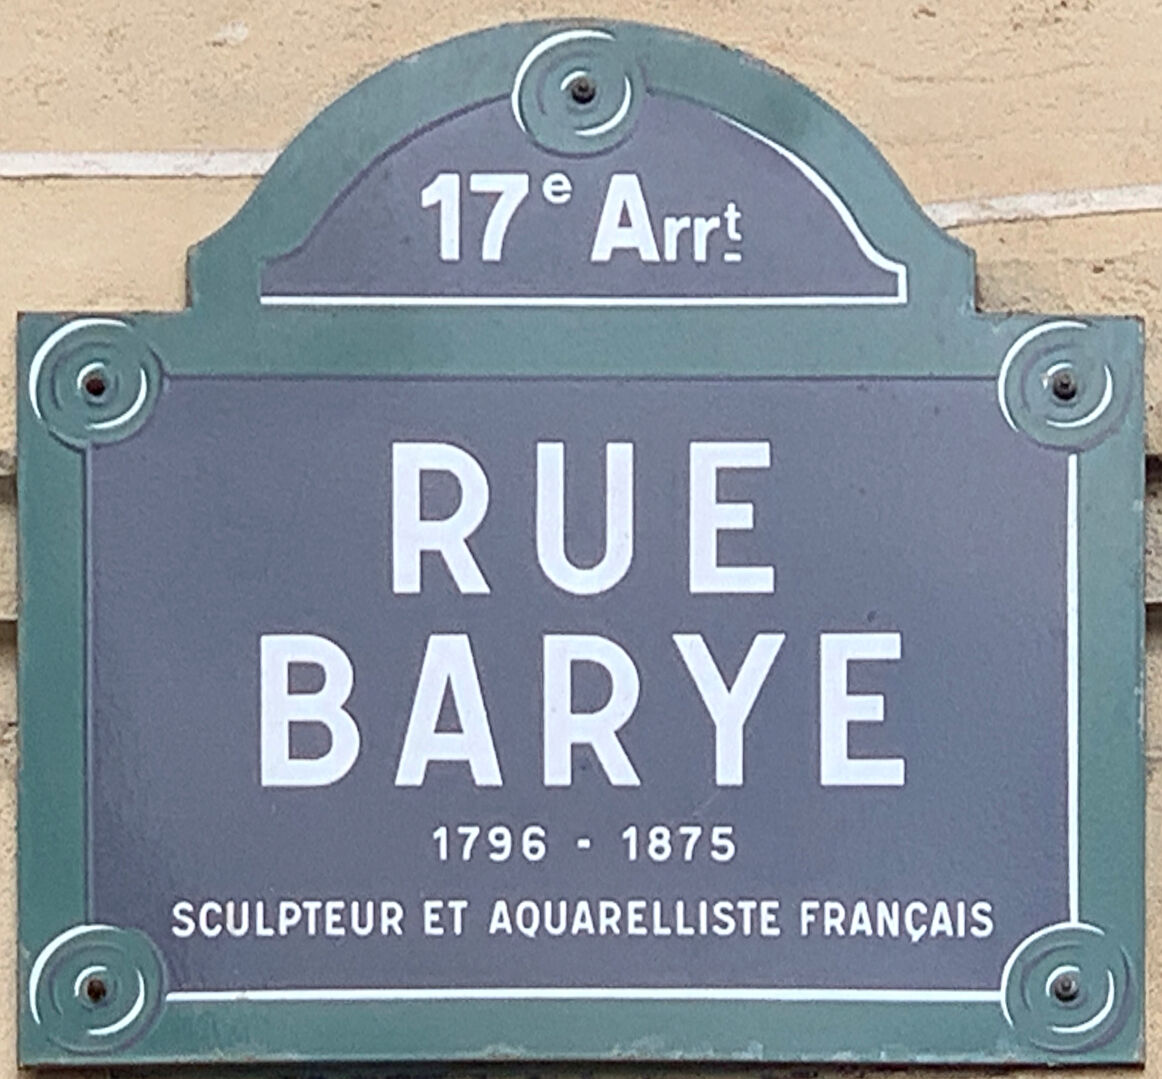 17e Arrt
RUE
BARYE
1796 - 1875
SCULPTEUR ET AQUARELLISTE FRANÇAIS